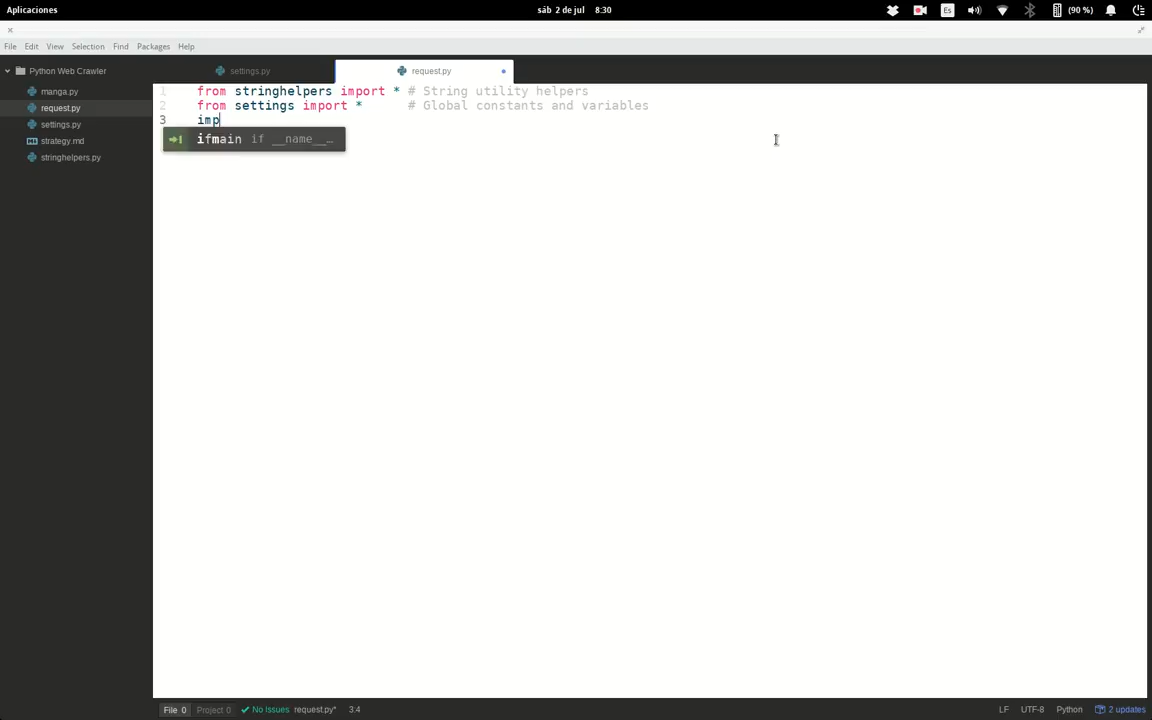 Aplicaciones sáb 2 de jul 8:30 Es (90 %)
File Edit View Selection Find Packages Help
Python Web Crawler settings.py request.py
manga.py
request.py
settings.py
strategy.md
stringhelpers.py
1 from stringhelpers import * # String utility helpers
2 from settings import * # Global constants and variables
3 imp
ifmain if __name__…
File 0 Project 0 No Issues request.py* 3:4 LF UTF-8 Python 2 updates